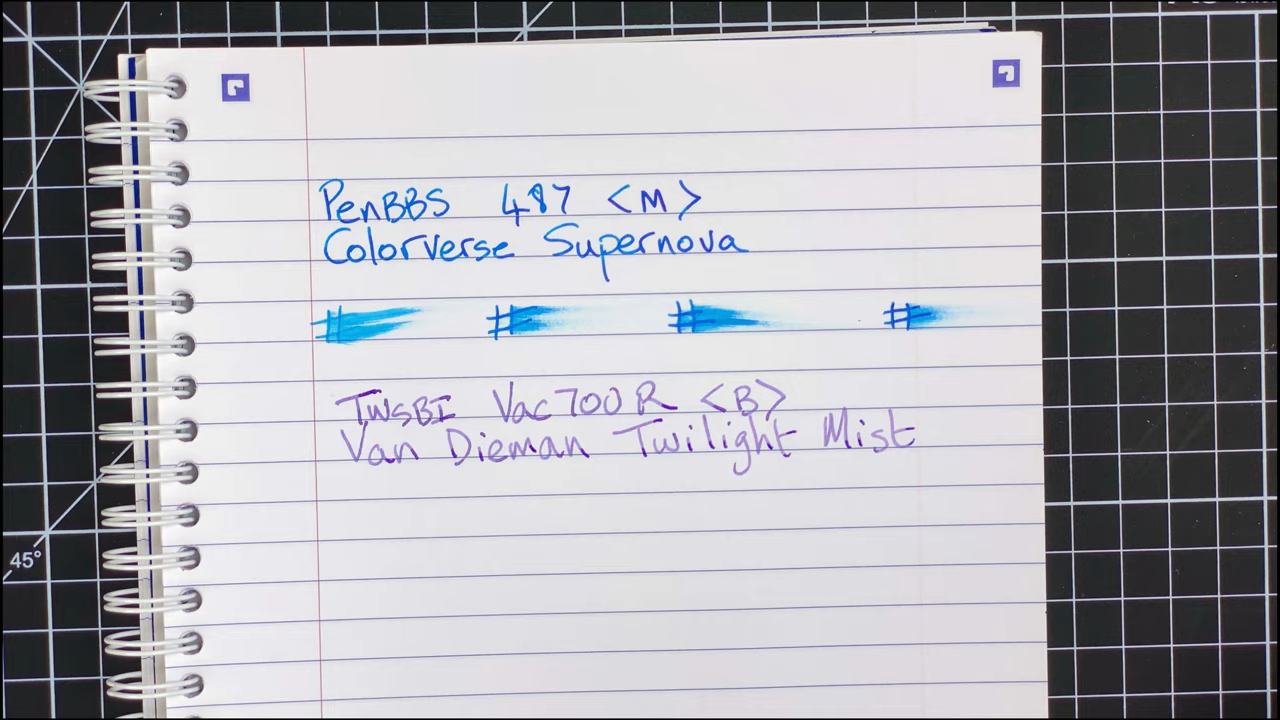 PenBBS 487 <M>
Colorverse Supernova
# # # #
TWSBI Vac700R <B>
Van Dieman Twilight Mist
45°